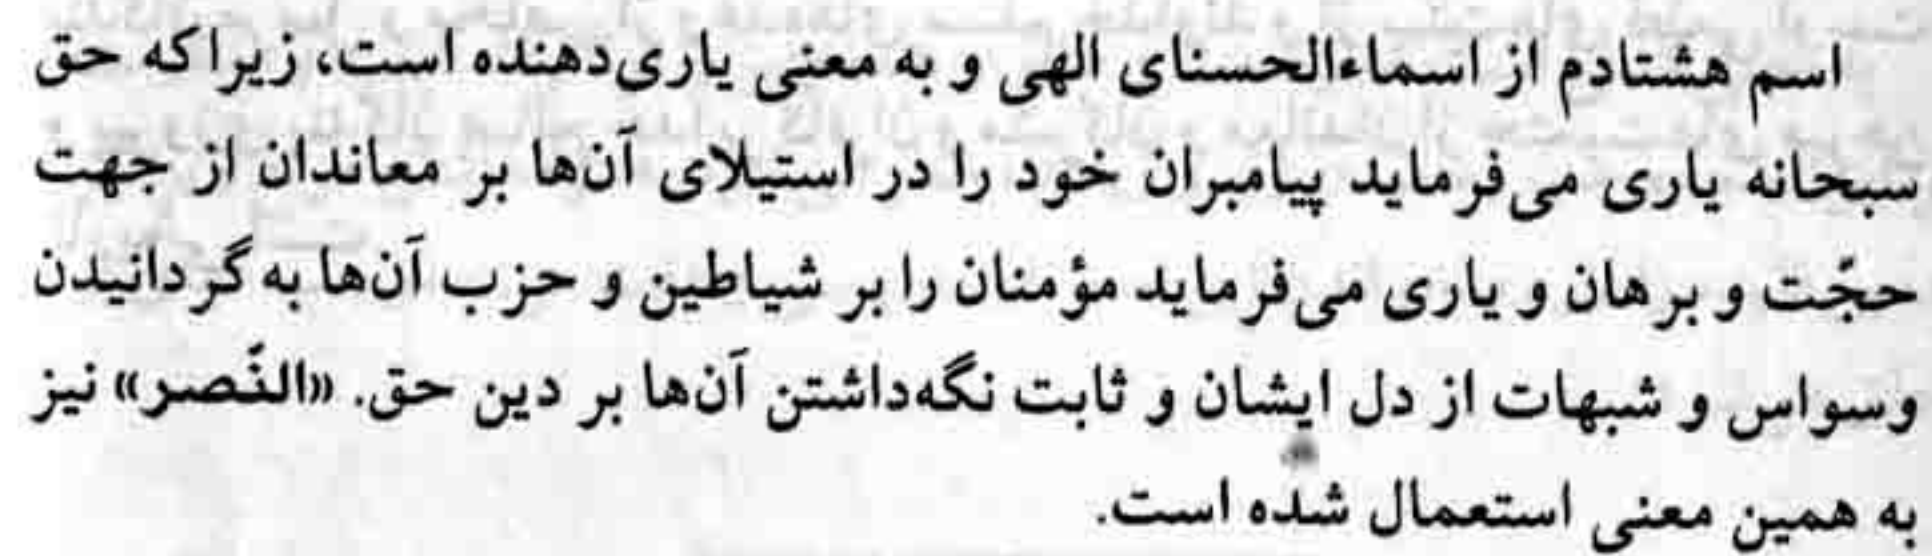 اسم هشتادم از اسماءالحسنای الهی و به معنی یاری‌دهنده است، زیرا که حق
سبحانه یاری می‌فرماید پیامبران خود را در استیلای آن‌ها بر معاندان از جهت
حجّت و برهان و یاری می‌فرماید مؤمنان را بر شیاطین و حزب آن‌ها به گردانیدن
وسواس و شبهات از دل ایشان و ثابت نگه‌داشتن آن‌ها بر دین حق. «النّصر» نیز
به همین معنی استعمال شده است.